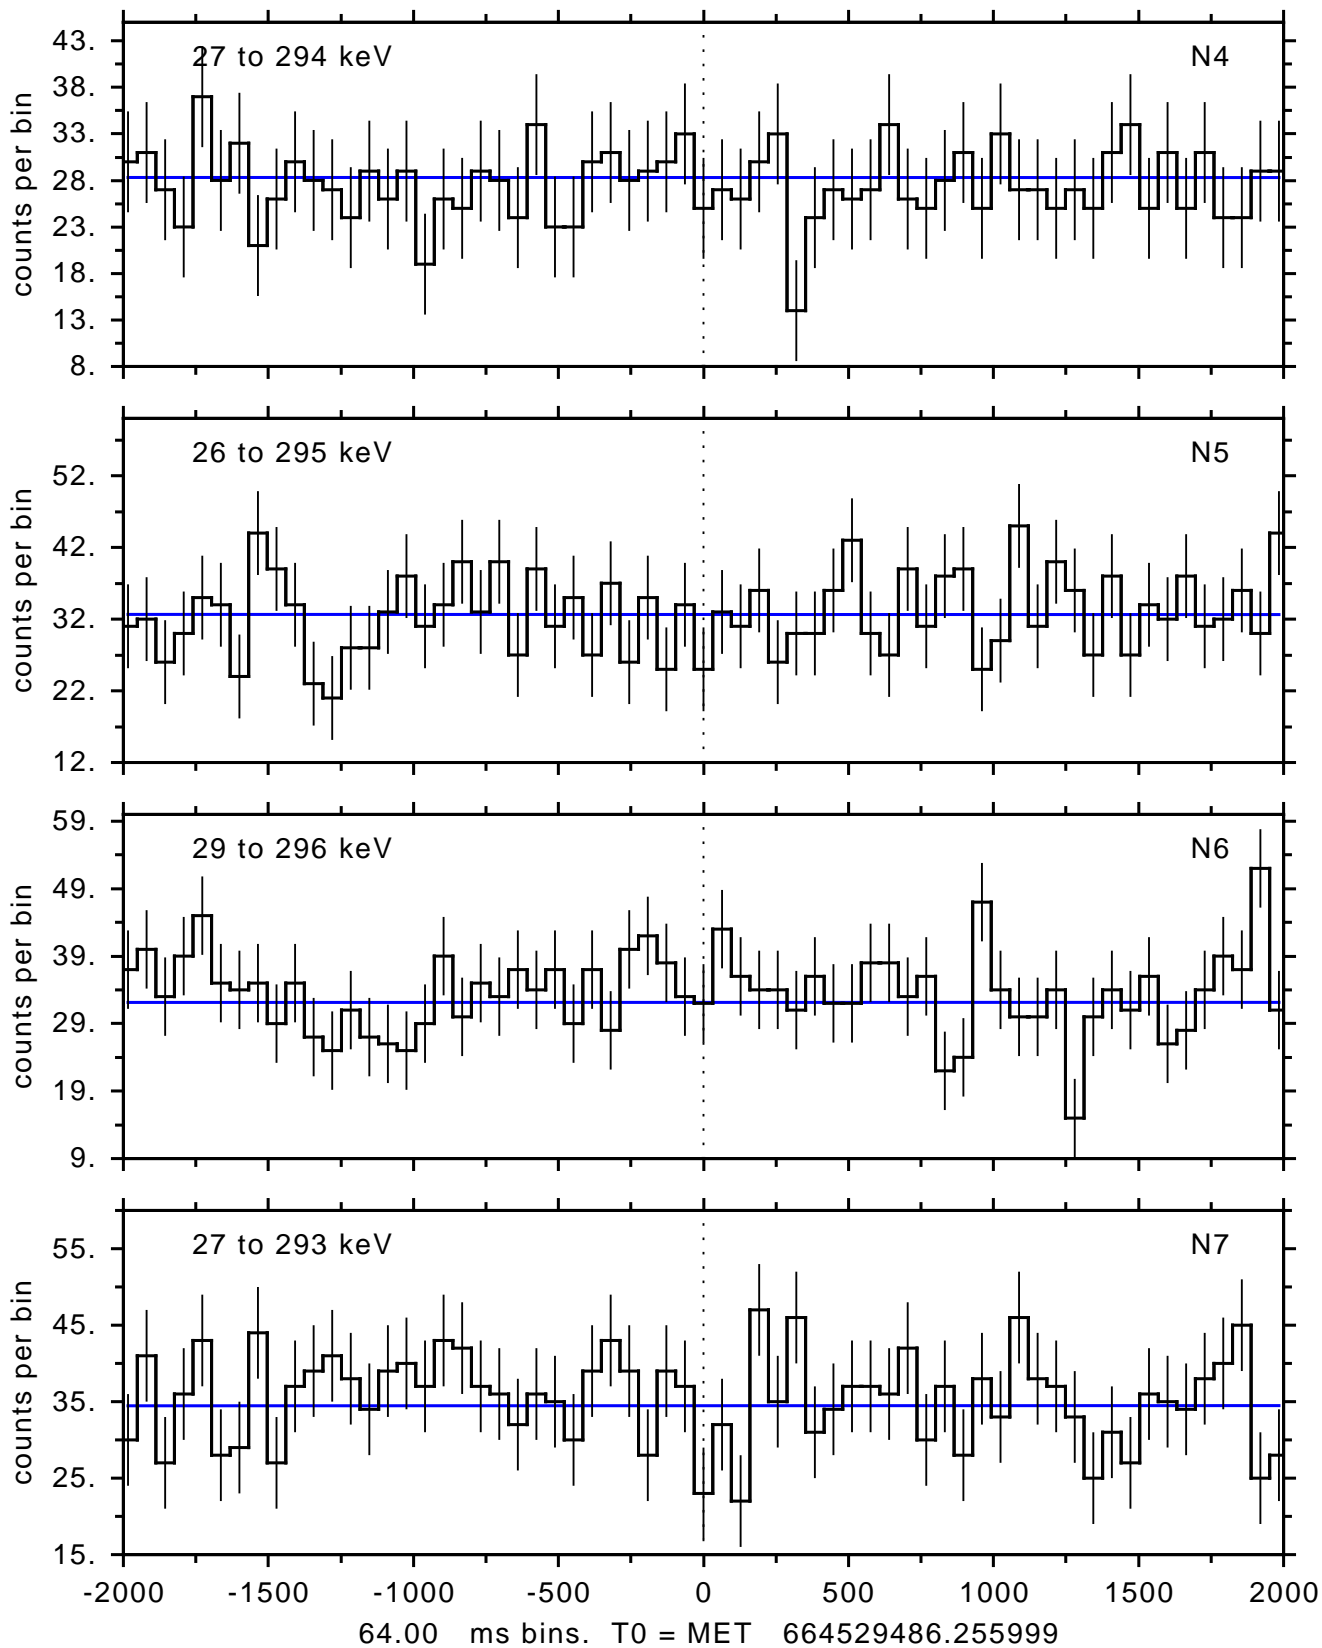 27 to 294 keV N4
43.
38.
33.
28.
23.
18.
13.
8.
counts per bin
26 to 295 keV N5
52.
42.
32.
22.
12.
counts per bin
29 to 296 keV N6
59.
49.
39.
29.
19.
9.
counts per bin
27 to 293 keV N7
55.
45.
35.
25.
15.
counts per bin
-2000 -1500 -1000 -500 0 500 1000 1500 2000
64.00 ms bins. T0 = MET 664529486.255999